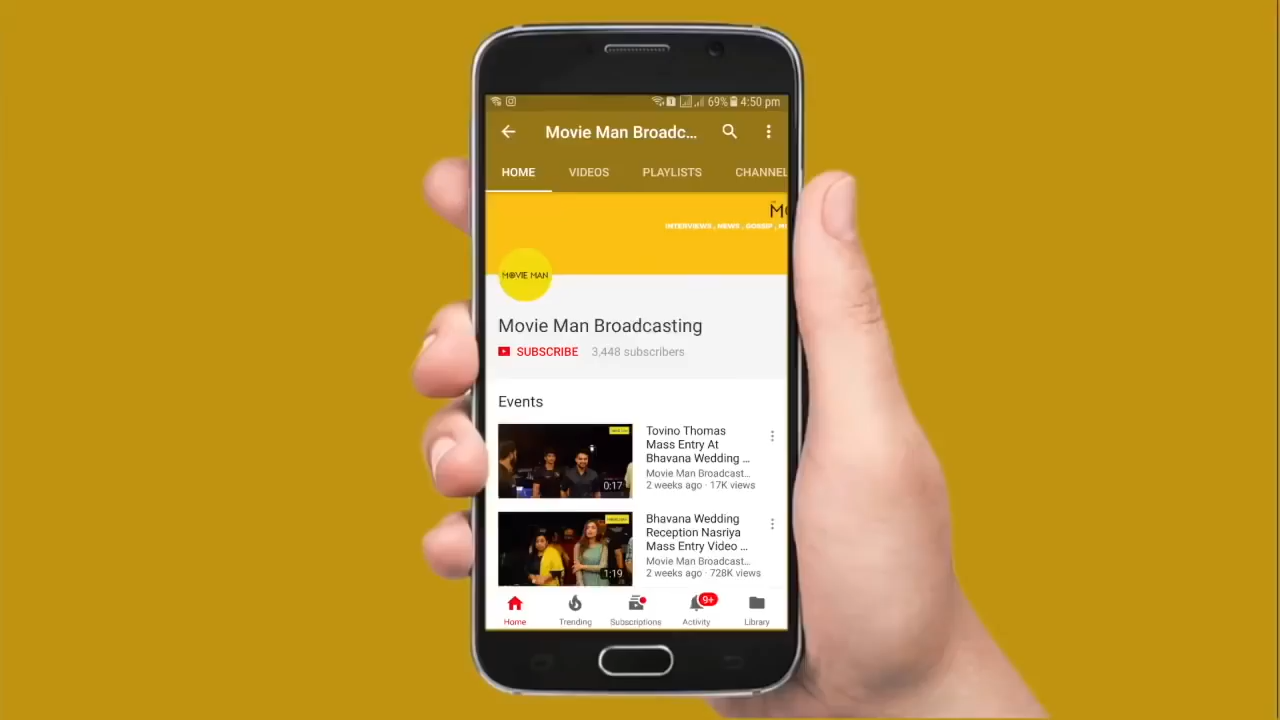 69% 4:50 pm
Movie Man Broadc...
HOME VIDEOS PLAYLISTS CHANNEL
INTERVIEWS , NEWS , GOSSIP ,
MOVIE MAN
Movie Man Broadcasting
SUBSCRIBE 3,448 subscribers
Events
Tovino Thomas
Mass Entry At
Bhavana Wedding ...
Movie Man Broadcast...
2 weeks ago · 17K views
0:17
Bhavana Wedding
Reception Nasriya
Mass Entry Video ...
Movie Man Broadcast...
2 weeks ago · 728K views
1:19
9+
Home Trending Subscriptions Activity Library